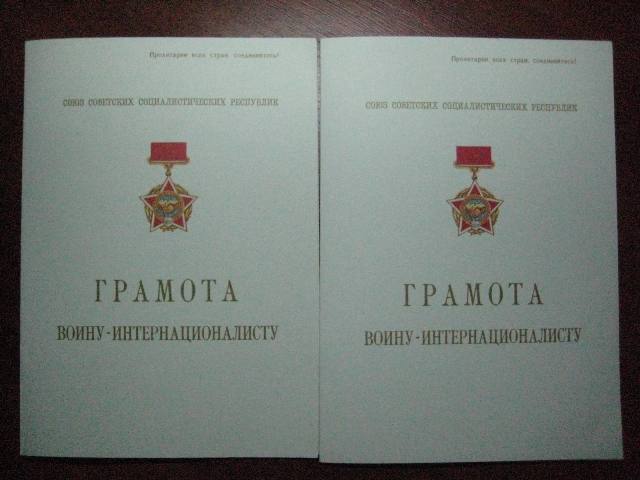 Пролетарии всех стран, соединяйтесь!
СОЮЗ СОВЕТСКИХ СОЦИАЛИСТИЧЕСКИХ РЕСПУБЛИК
ГРАМОТА
ВОИНУ-ИНТЕРНАЦИОНАЛИСТУ
Пролетарии всех стран, соединяйтесь!
СОЮЗ СОВЕТСКИХ СОЦИАЛИСТИЧЕСКИХ РЕСПУБЛИК
ГРАМОТА
ВОИНУ-ИНТЕРНАЦИОНАЛИСТУ